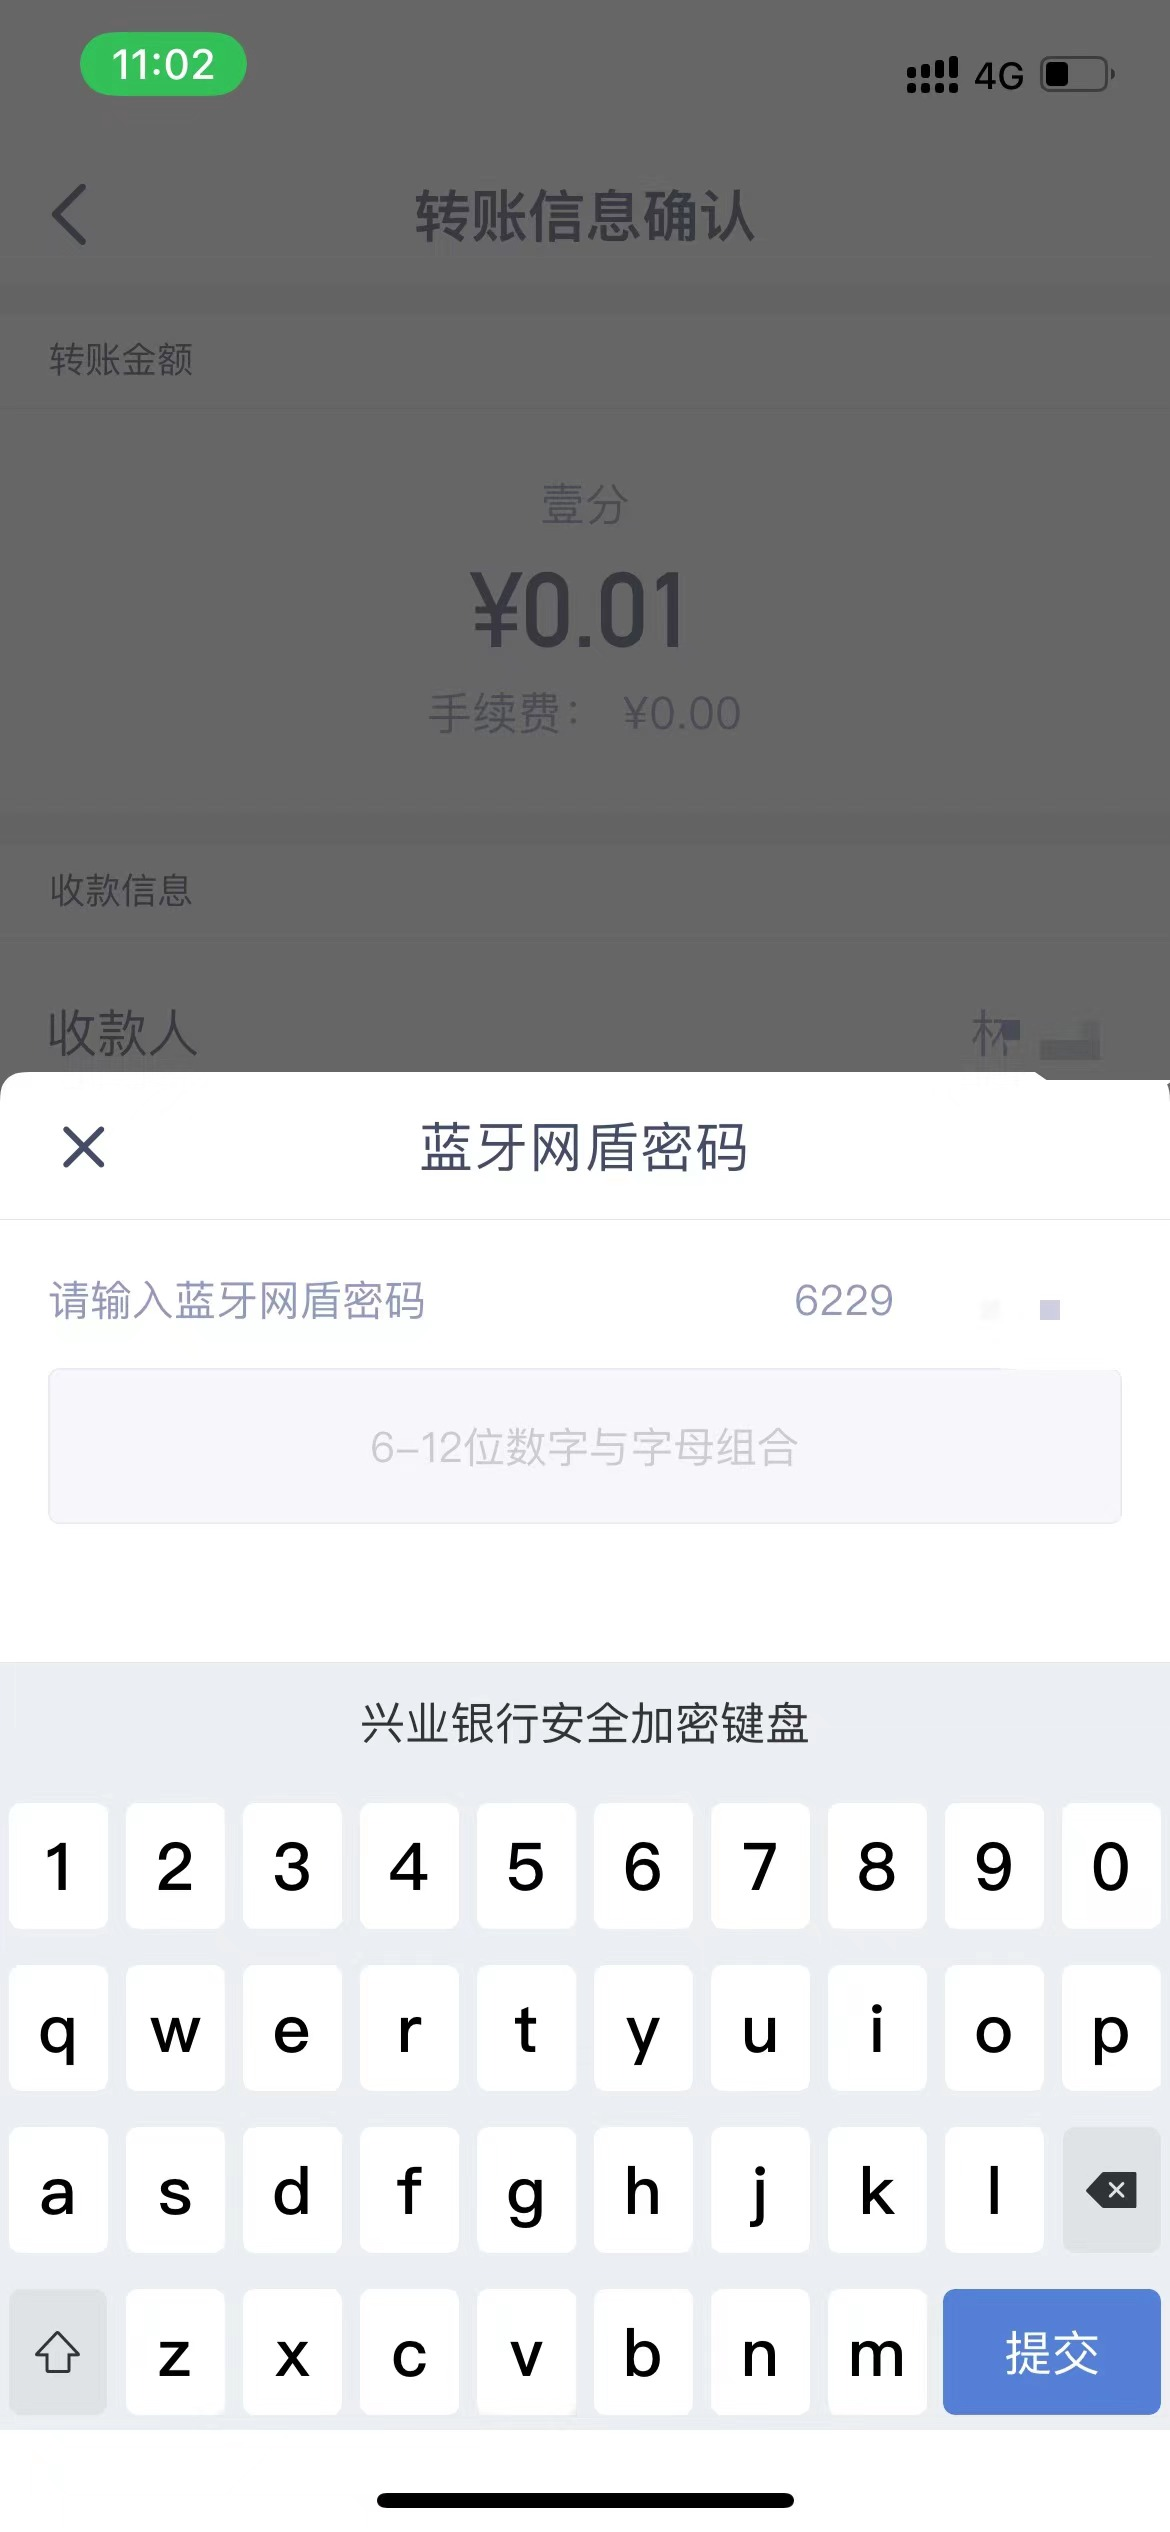 11:02
4G
转账信息确认
转账金额
壹分
¥0.01
手续费： ¥0.00
收款信息
收款人
蓝牙网盾密码
请输入蓝牙网盾密码 6229
6-12位数字与字母组合
兴业银行安全加密键盘
1 2 3 4 5 6 7 8 9 0
q w e r t y u i o p
a s d f g h j k l
z x c v b n m 提交